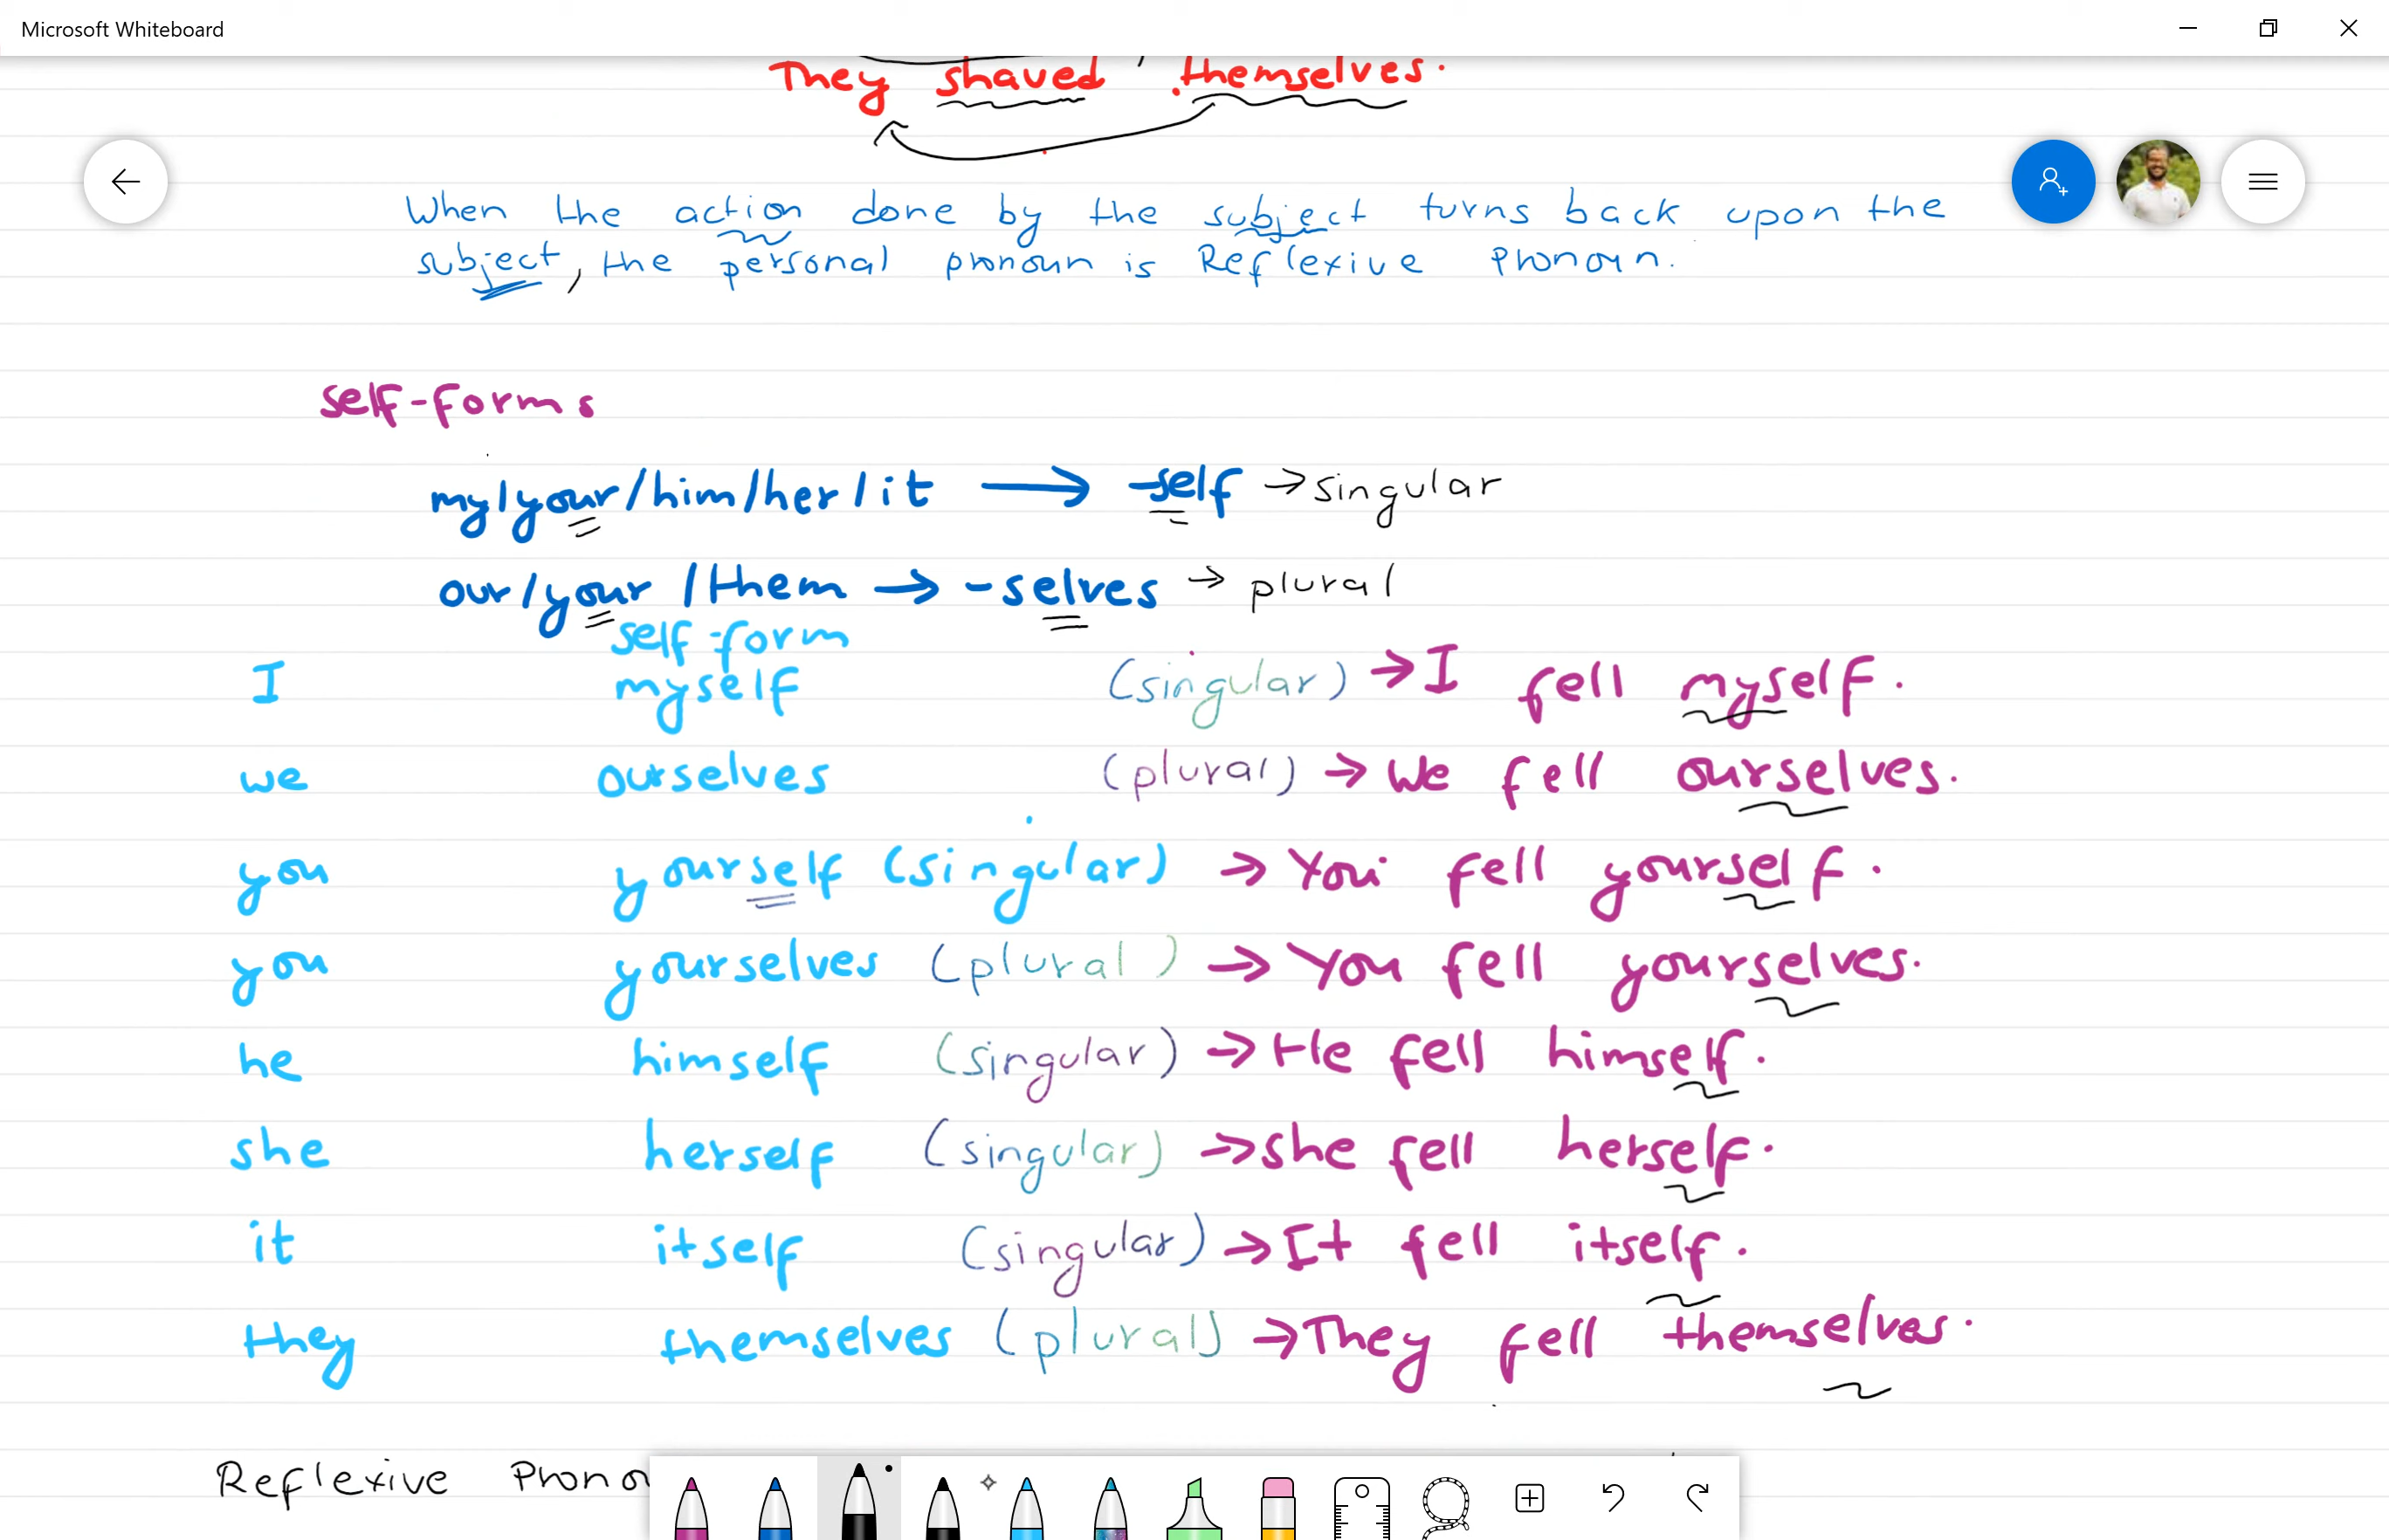 Microsoft Whiteboard
They shaved themselves.
When the action done by the subject turns back upon the
subject, the personal pronoun is Reflexive Pronoun.
self-forms
my/your/him/her/it → -self → singular
our/your/them → -selves → plural
self-form
I myself (singular) → I fell myself.
we ourselves (plural) → We fell ourselves.
you yourself (singular) → You fell yourself.
you yourselves (plural) → You fell yourselves.
he himself (singular) → He fell himself.
she herself (singular) → She fell herself.
it itself (singular) → It fell itself.
they themselves (plural) → They fell themselves.
Reflexive Prono